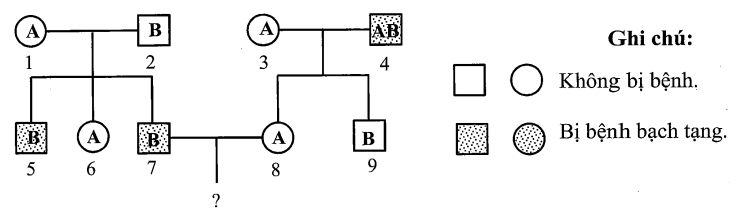 A B A AB
1 2 3 4
B A B A B
5 6 7 8 9
?
Ghi chú:
Không bị bệnh.
Bị bệnh bạch tạng.